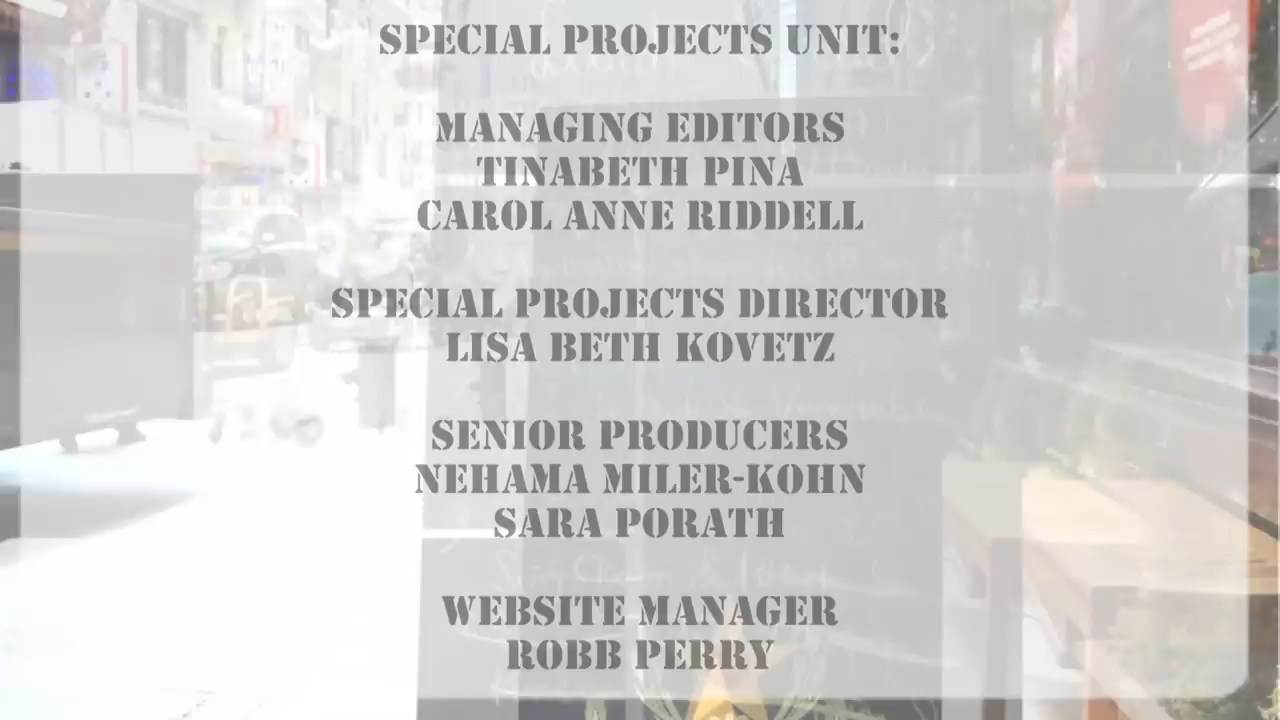 SPECIAL PROJECTS UNIT:
MANAGING EDITORS
TINABETH PINA
CAROL ANNE RIDDELL
SPECIAL PROJECTS DIRECTOR
LISA BETH KOVETZ
SENIOR PRODUCERS
NEHAMA MILER-KOHN
SARA PORATH
WEBSITE MANAGER
ROBB PERRY